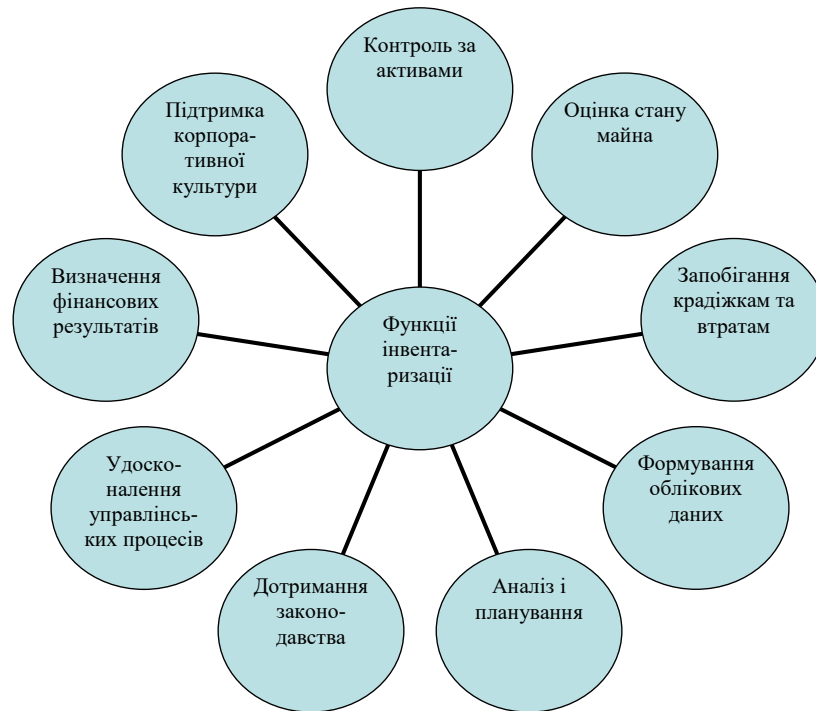 Контроль за
активами
Оцінка стану
майна
Запобігання
крадіжкам та
втратам
Формування
облікових
даних
Аналіз і
планування
Дотримання
законо-
давства
Удоско-
налення
управлінсь-
ких процесів
Визначення
фінансових
результатів
Підтримка
корпора-
тивної
культури
Функції
інвента-
ризації